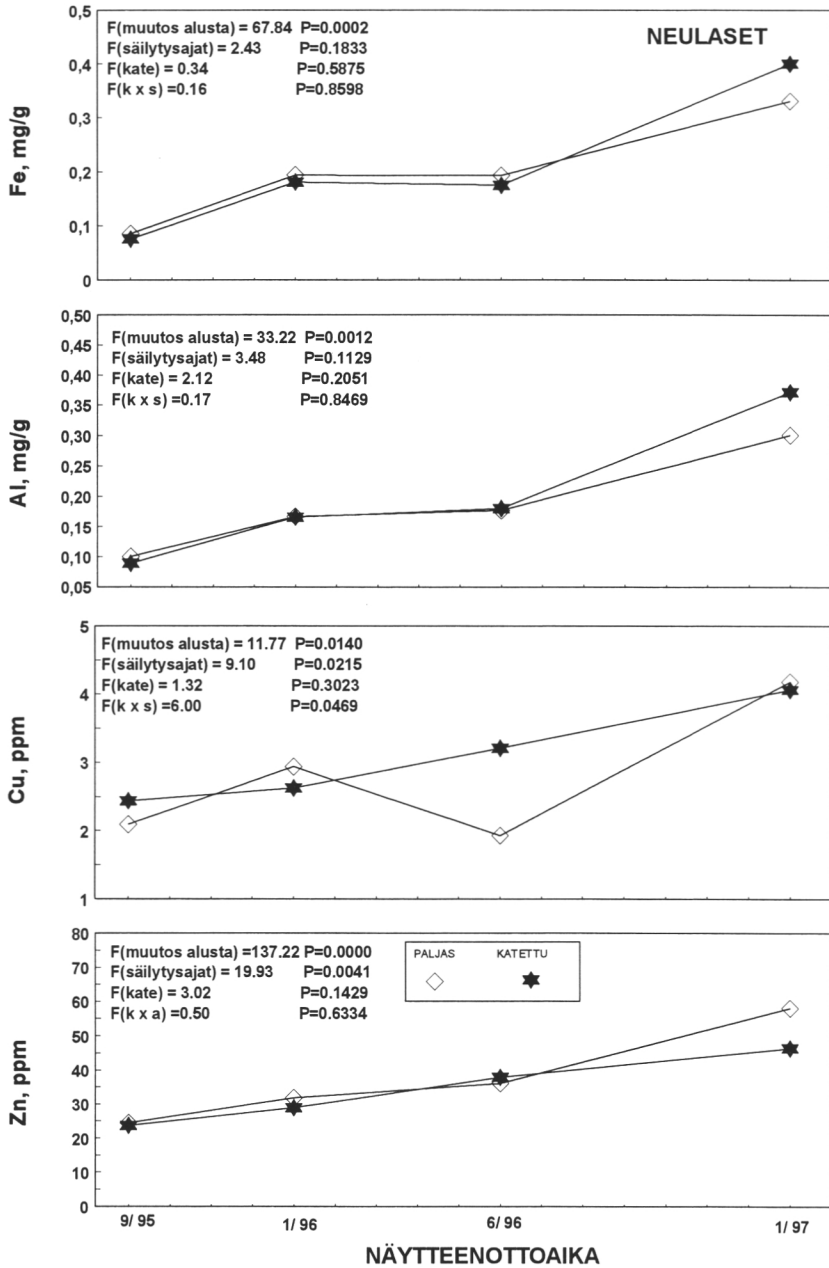 NEULASET
F(muutos alusta) = 67.84 P=0.0002
F(säilytysajat) = 2.43 P=0.1833
F(kate) = 0.34 P=0.5875
F(k x s) =0.16 P=0.8598
Fe, mg/g
0,5
0,4
0,3
0,2
0,1
0
F(muutos alusta) = 33.22 P=0.0012
F(säilytysajat) = 3.48 P=0.1129
F(kate) = 2.12 P=0.2051
F(k x s) =0.17 P=0.8469
Al, mg/g
0,50
0,45
0,40
0,35
0,30
0,25
0,20
0,15
0,10
0,05
F(muutos alusta) = 11.77 P=0.0140
F(säilytysajat) = 9.10 P=0.0215
F(kate) = 1.32 P=0.3023
F(k x s) =6.00 P=0.0469
Cu, ppm
5
4
3
2
1
F(muutos alusta) =137.22 P=0.0000
F(säilytysajat) = 19.93 P=0.0041
F(kate) = 3.02 P=0.1429
F(k x a) =0.50 P=0.6334
PALJAS KATETTU
Zn, ppm
80
70
60
50
40
30
20
10
0
9/ 95 1/ 96 6/ 96 1/ 97
NÄYTTEENOTTOAIKA